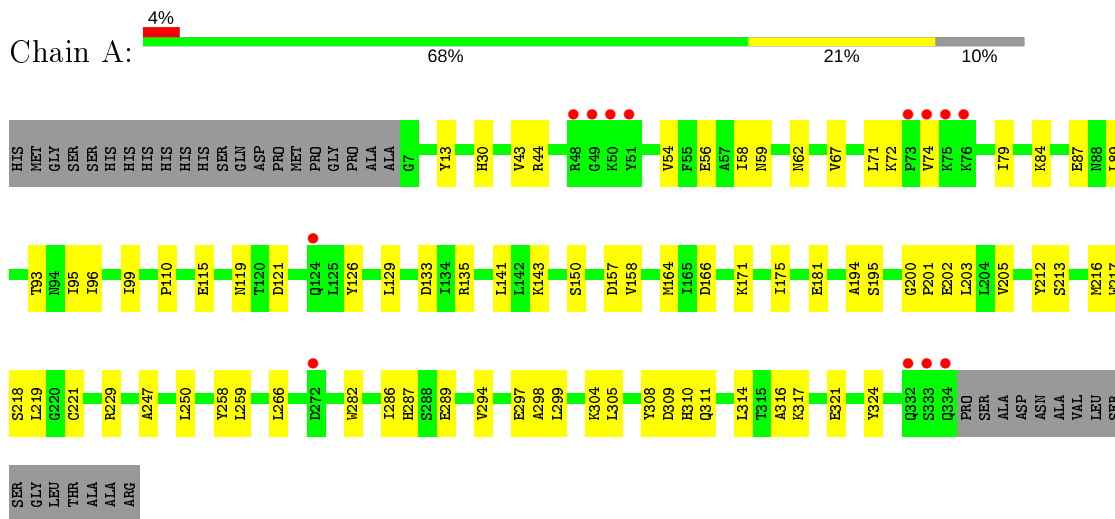 4%
Chain A:
68% 21% 10%
HIS MET GLY SER SER HIS HIS HIS HIS HIS HIS SER GLN ASP PRO MET PRO GLY PRO ALA ALA G7 Y13 H30 V43 R44 R48 G49 K50 Y51 V54 F55 E56 A57 I58 N59 N62 V67 L71 K72 P73 V74 K75 K76 I79 K84 E87 N88 L89
T93 N94 I95 I96 I99 P110 E115 N119 T120 D121 Q124 L125 Y126 L129 D133 I134 R135 L141 L142 K143 S150 D157 V158 M164 I165 D166 K171 I175 E181 A194 S195 G200 P201 E202 L203 L204 V205 Y212 S213 M216 W217
S218 L219 G220 C221 R229 A247 L250 Y258 L259 L266 D272 W282 I286 H287 S288 E289 V294 E297 A298 L299 K304 L305 Y308 D309 H310 Q311 L314 T315 A316 K317 E321 Y324 Q332 S333 Q334 PRO SER ALA ASP ASN ALA VAL LEU SER
SER GLY LEU THR ALA ALA ARG